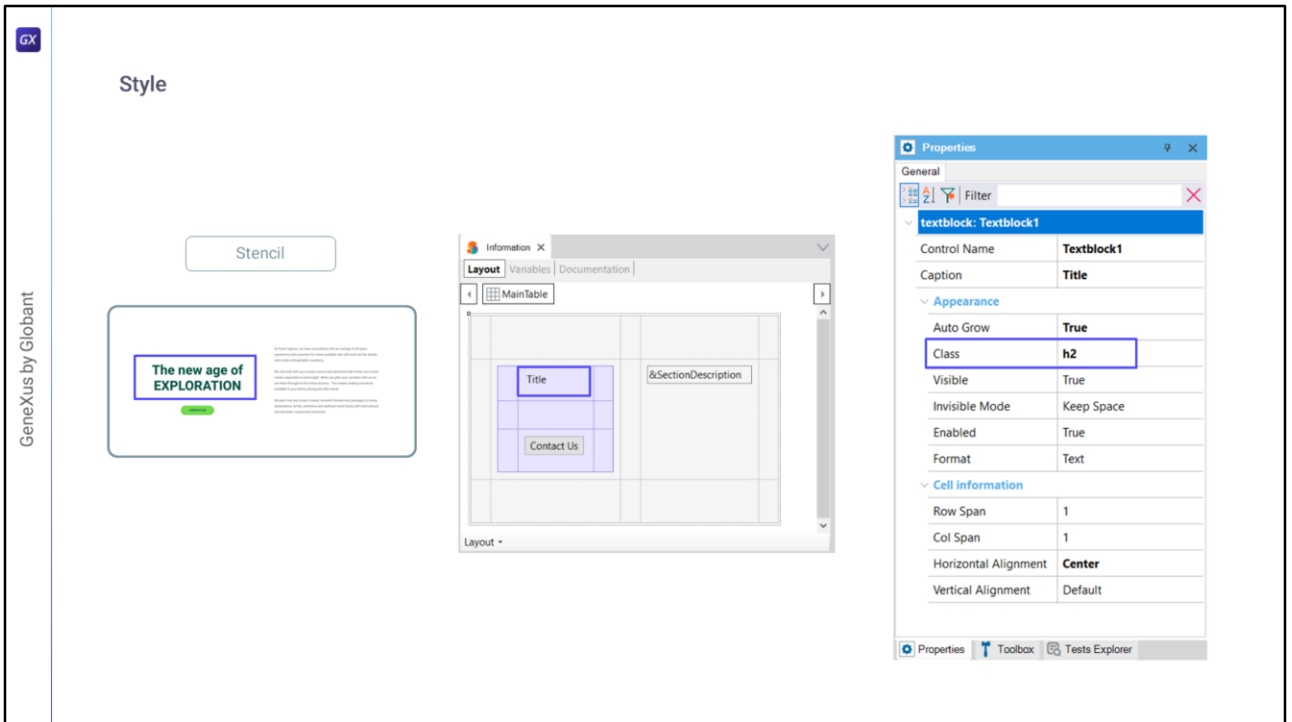 GX
GeneXus by Globant
Style
Stencil
The new age of
EXPLORATION
Information
Layout Variables Documentation
MainTable
Title
&SectionDescription
Contact Us
Layout
Properties
General
Filter
textblock: Textblock1
Control Name Textblock1
Caption Title
Appearance
Auto Grow True
Class h2
Visible True
Invisible Mode Keep Space
Enabled True
Format Text
Cell information
Row Span 1
Col Span 1
Horizontal Alignment Center
Vertical Alignment Default
Properties Toolbox Tests Explorer